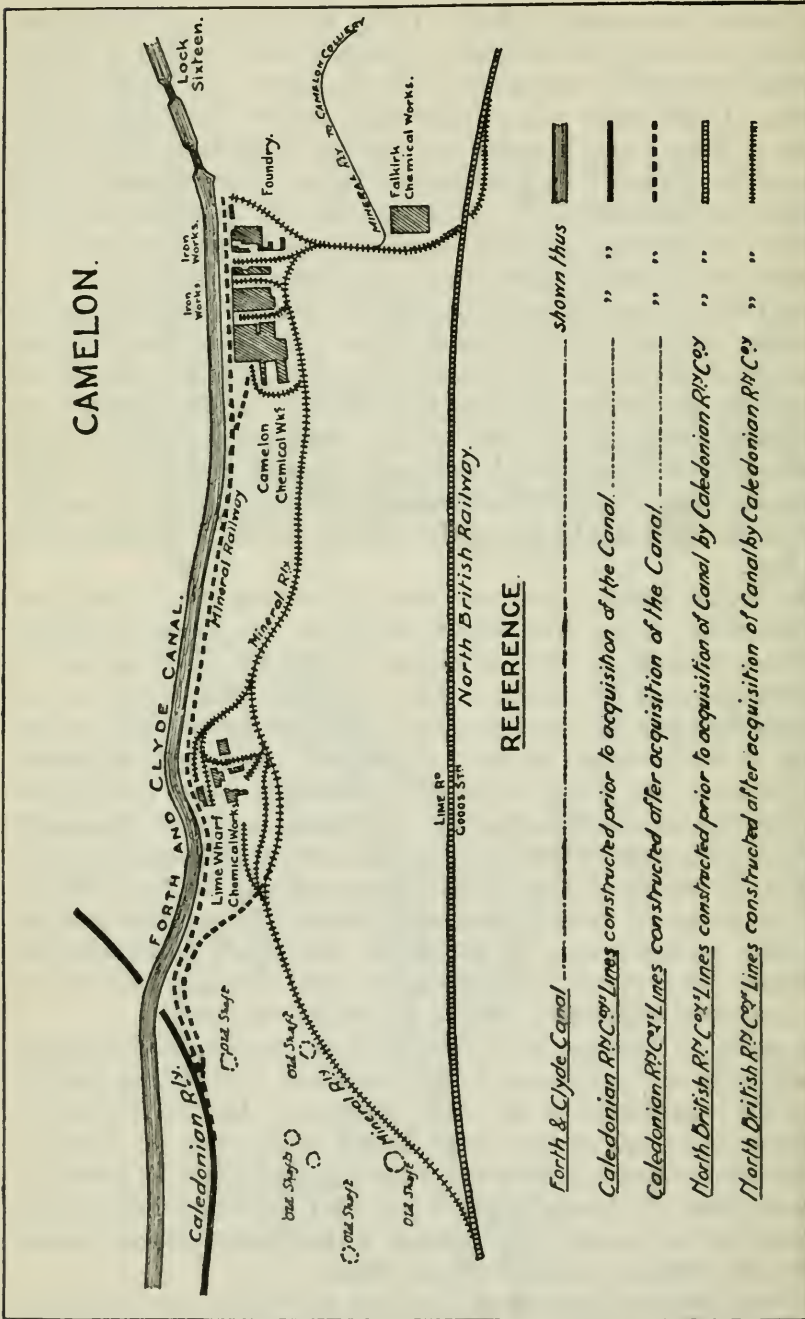 CAMELON.
Lock
Sixteen.
Iron
Works
Iron
Works.
Foundry.
FORTH AND CLYDE CANAL.
Mineral Railway
Camelon
Chemical Wks
MINERAL RLY TO CAMELON COLLIERY
Falkirk
Chemical Works.
Mineral Rly
Lime Wharf
Chemical Works
Caledonian Rly.
Old Shaft
Old Shaft
Old Shafts
Old Shaft
Old Shaft
Mineral Rly
LIME RD
GOODS STN
North British Railway.
REFERENCE.
Forth & Clyde Canal shown thus
Caledonian Rly Coy's Lines constructed prior to acquisition of the Canal. " "
Caledonian Rly Coy's Lines constructed after acquisition of the Canal. " "
North British Rly Coy's Lines constructed prior to acquisition of Canal by Caledonian Rly Coy " "
North British Rly Coy's Lines constructed after acquisition of Canal by Caledonian Rly Coy " "